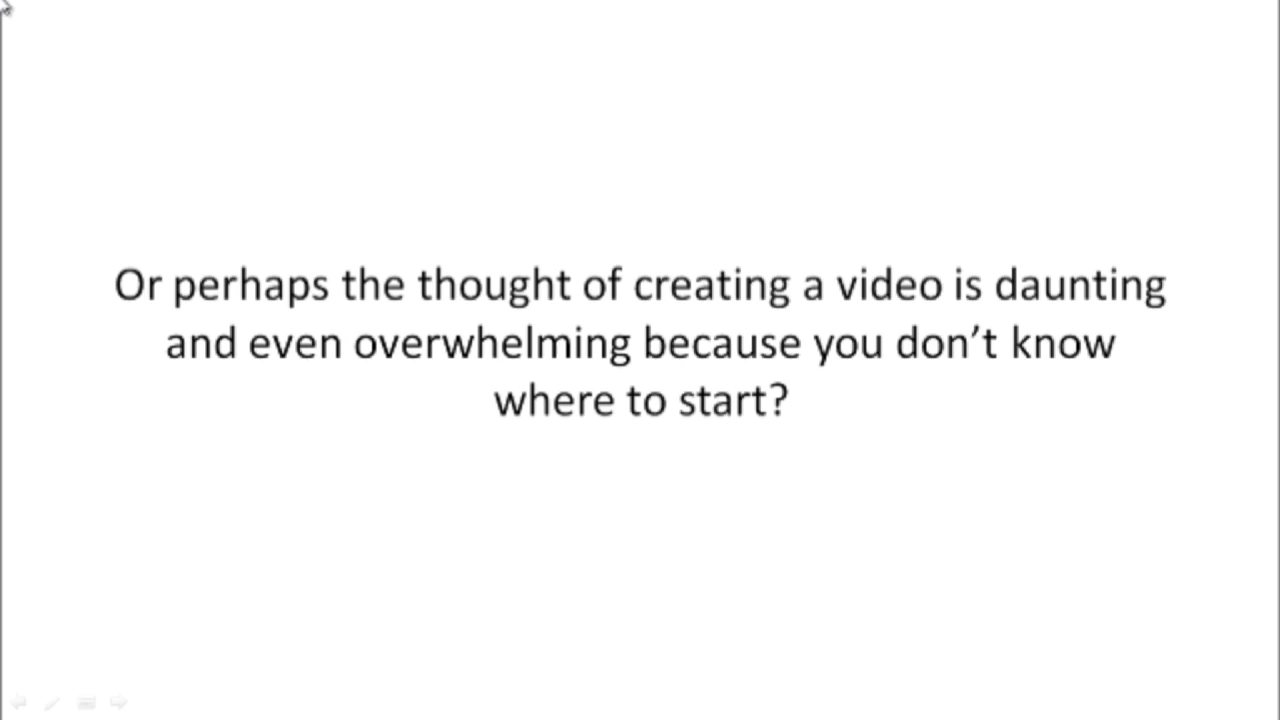 Or perhaps the thought of creating a video is daunting
and even overwhelming because you don’t know
where to start?